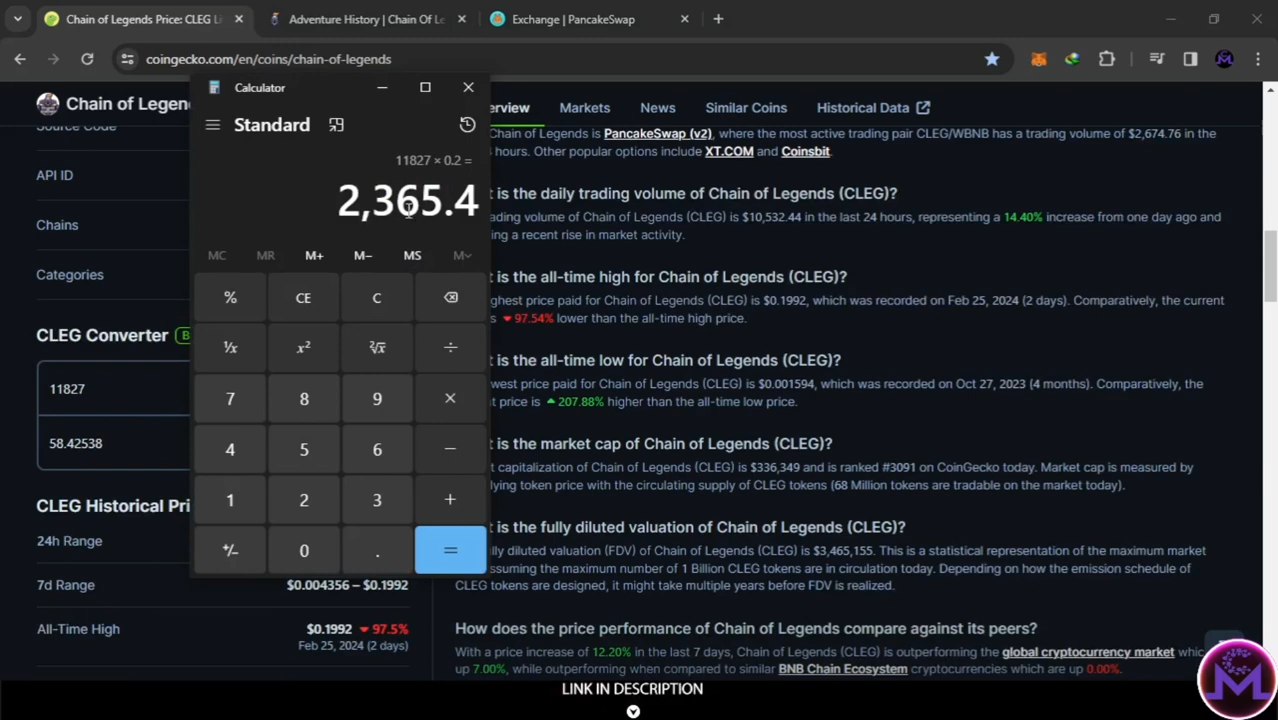 Chain of Legends Price: CLEG Li
Adventure History | Chain Of Le
Exchange | PancakeSwap
coingecko.com/en/coins/chain-of-legends
Chain of Legend
Overview
Markets
News
Similar Coins
Historical Data
Source Code
API ID
Chains
Categories
CLEG Converter
11827
58.42538
CLEG Historical Pri
24h Range
7d Range
$0.004356 – $0.1992
All-Time High
$0.1992 97.5%
Feb 25, 2024 (2 days)
Calculator
Standard
11827 × 0.2 =
2,365.4
MC MR M+ M− MS M˅
% CE C
¹/x x² ²√x ÷
7 8 9 ×
4 5 6 −
1 2 3 +
+/− 0 . =
Chain of Legends is PancakeSwap (v2), where the most active trading pair CLEG/WBNB has a trading volume of $2,674.76 in the
hours. Other popular options include XT.COM and Coinsbit.
t is the daily trading volume of Chain of Legends (CLEG)?
ading volume of Chain of Legends (CLEG) is $10,532.44 in the last 24 hours, representing a 14.40% increase from one day ago and
ing a recent rise in market activity.
t is the all-time high for Chain of Legends (CLEG)?
ghest price paid for Chain of Legends (CLEG) is $0.1992, which was recorded on Feb 25, 2024 (2 days). Comparatively, the current
s 97.54% lower than the all-time high price.
t is the all-time low for Chain of Legends (CLEG)?
west price paid for Chain of Legends (CLEG) is $0.001594, which was recorded on Oct 27, 2023 (4 months). Comparatively, the
t price is 207.88% higher than the all-time low price.
t is the market cap of Chain of Legends (CLEG)?
t capitalization of Chain of Legends (CLEG) is $336,349 and is ranked #3091 on CoinGecko today. Market cap is measured by
lying token price with the circulating supply of CLEG tokens (68 Million tokens are tradable on the market today).
t is the fully diluted valuation of Chain of Legends (CLEG)?
ully diluted valuation (FDV) of Chain of Legends (CLEG) is $3,465,155. This is a statistical representation of the maximum market
assuming the maximum number of 1 Billion CLEG tokens are in circulation today. Depending on how the emission schedule of
CLEG tokens are designed, it might take multiple years before FDV is realized.
How does the price performance of Chain of Legends compare against its peers?
With a price increase of 12.20% in the last 7 days, Chain of Legends (CLEG) is outperforming the global cryptocurrency market whic
up 7.00%, while outperforming when compared to similar BNB Chain Ecosystem cryptocurrencies which are up 0.00%.
LINK IN DESCRIPTION